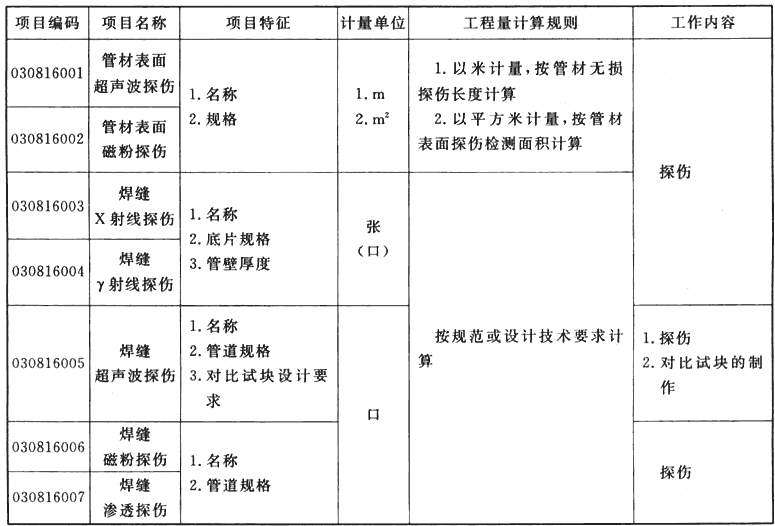 项目编码 项目名称 项目特征 计量单位 工程量计算规则 工作内容
030816001
管材表面
超声波探伤
030816002
管材表面
磁粉探伤
1.名称
2.规格
1.m
2.m²
1.以米计量,按管材无损
探伤长度计算
2.以平方米计量,按管材
表面探伤检测面积计算
探伤
030816003
焊缝
X射线探伤
030816004
焊缝
γ射线探伤
1.名称
2.底片规格
3.管壁厚度
张
(口)
按规范或设计技术要求计
算
030816005
焊缝
超声波探伤
1.名称
2.管道规格
3.对比试块设计要
求
口
1.探伤
2.对比试块的制
作
030816006
焊缝
磁粉探伤
030816007
焊缝
渗透探伤
1.名称
2.管道规格
探伤